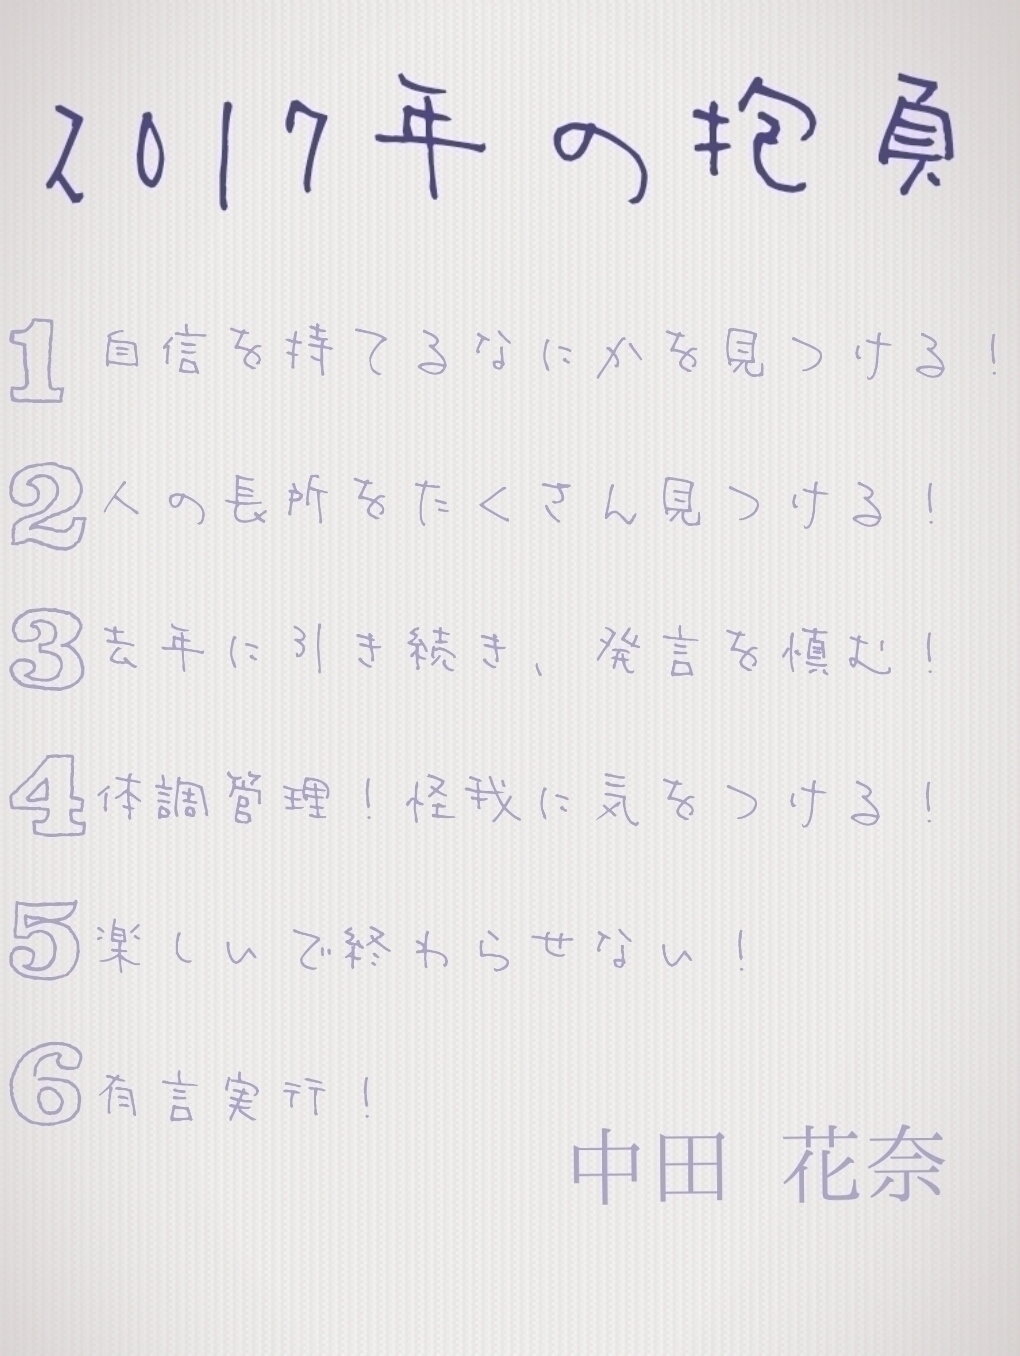 2017年の抱負
1 自信を持てるなにかを見つける!
2 人の長所をたくさん見つける!
3 去年に引き続き、発言を慎む!
4 体調管理!怪我に気をつける!
5 楽しいで終わらせない!
6 有言実行!
中田 花奈